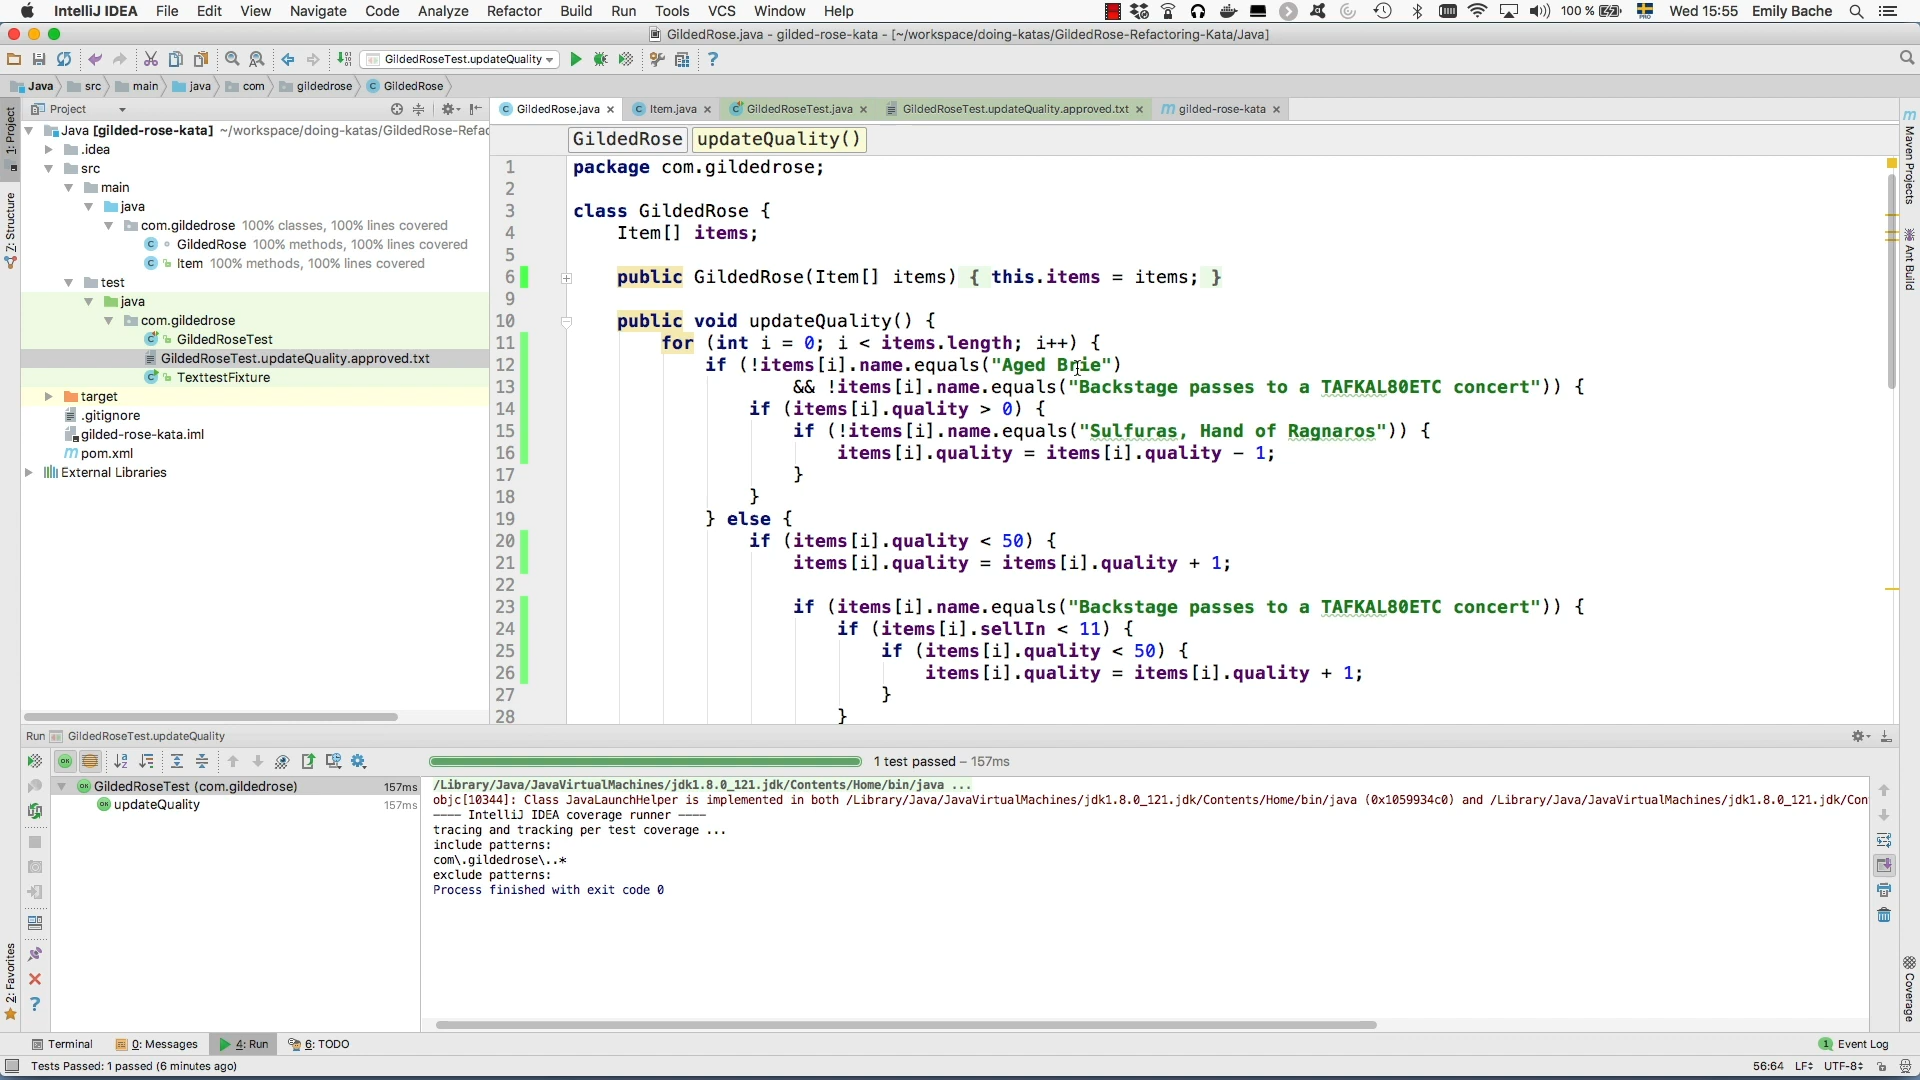 IntelliJ IDEA File Edit View Navigate Code Analyze Refactor Build Run Tools VCS Window Help 100% Wed 15:55 Emily Bache
GildedRose.java - gilded-rose-kata - [~/workspace/doing-katas/GildedRose-Refactoring-Kata/Java]
GildedRoseTest.updateQuality
Java src main java com gildedrose GildedRose
Project
GildedRose.java Item.java GildedRoseTest.java GildedRoseTest.updateQuality.approved.txt gilded-rose-kata
1: Project
Z: Structure
2: Favorites
Maven Projects
Ant Build
Coverage
Java [gilded-rose-kata] ~/workspace/doing-katas/GildedRose-Refac
.idea
src
main
java
com.gildedrose 100% classes, 100% lines covered
GildedRose 100% methods, 100% lines covered
Item 100% methods, 100% lines covered
test
java
com.gildedrose
GildedRoseTest
GildedRoseTest.updateQuality.approved.txt
TexttestFixture
target
.gitignore
gilded-rose-kata.iml
pom.xml
External Libraries
GildedRose updateQuality()
1 package com.gildedrose;
2
3 class GildedRose {
4 Item[] items;
5
6 public GildedRose(Item[] items) { this.items = items; }
9
10 public void updateQuality() {
11 for (int i = 0; i < items.length; i++) {
12 if (!items[i].name.equals("Aged Brie")
13 && !items[i].name.equals("Backstage passes to a TAFKAL80ETC concert")) {
14 if (items[i].quality > 0) {
15 if (!items[i].name.equals("Sulfuras, Hand of Ragnaros")) {
16 items[i].quality = items[i].quality - 1;
17 }
18 }
19 } else {
20 if (items[i].quality < 50) {
21 items[i].quality = items[i].quality + 1;
22
23 if (items[i].name.equals("Backstage passes to a TAFKAL80ETC concert")) {
24 if (items[i].sellIn < 11) {
25 if (items[i].quality < 50) {
26 items[i].quality = items[i].quality + 1;
27 }
28 }
Run GildedRoseTest.updateQuality
1 test passed – 157ms
GildedRoseTest (com.gildedrose) 157ms
updateQuality 157ms
/Library/Java/JavaVirtualMachines/jdk1.8.0_121.jdk/Contents/Home/bin/java ...
objc[10344]: Class JavaLaunchHelper is implemented in both /Library/Java/JavaVirtualMachines/jdk1.8.0_121.jdk/Contents/Home/bin/java (0x1059934c0) and /Library/Java/JavaVirtualMachines/jdk1.8.0_121.jdk/Con
---- IntelliJ IDEA coverage runner ----
tracing and tracking per test coverage ...
include patterns:
com\.gildedrose\..*
exclude patterns:
Process finished with exit code 0
Terminal 0: Messages 4: Run 6: TODO 1 Event Log
Tests Passed: 1 passed (6 minutes ago) 56:64 LF UTF-8